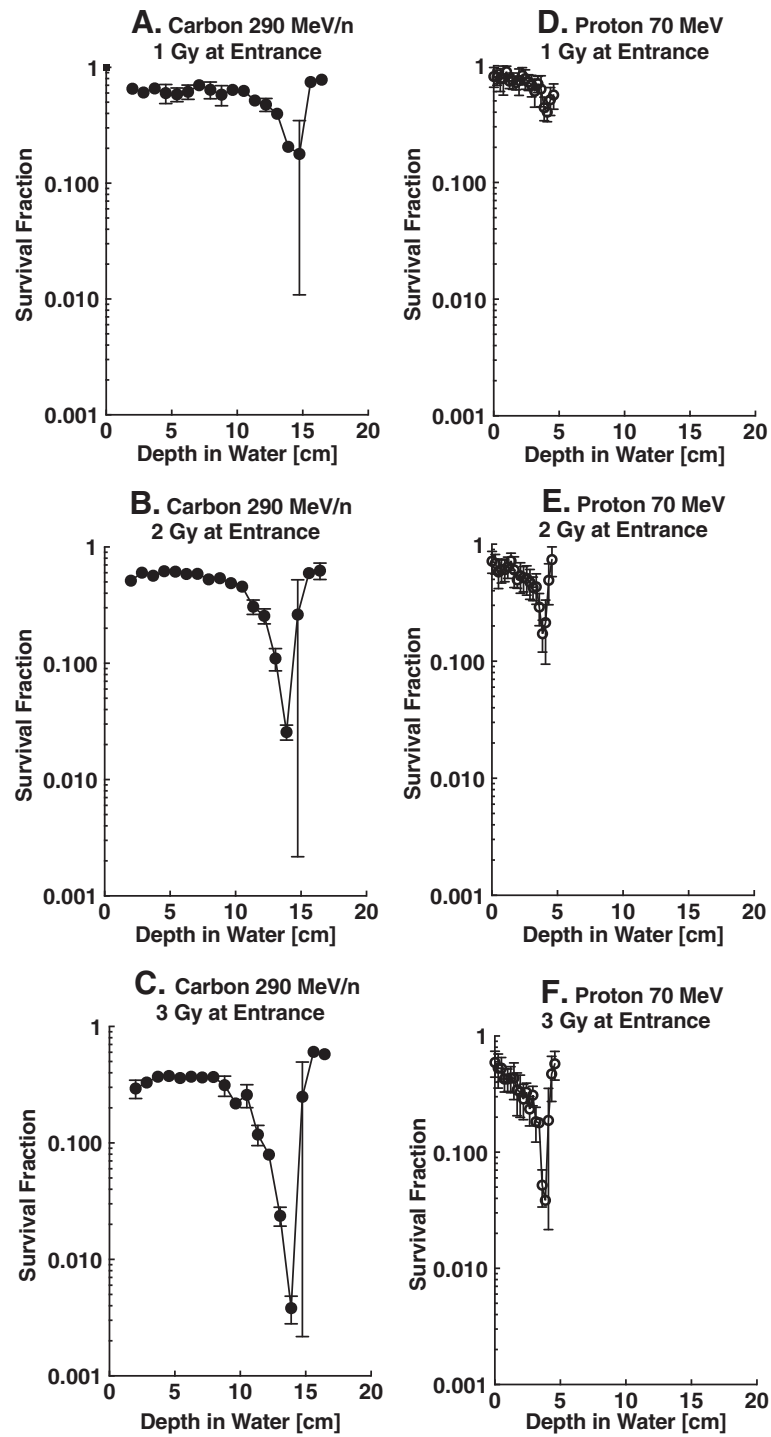 A. Carbon 290 MeV/n
1 Gy at Entrance
1
0.100
0.010
0.001
Survival Fraction
0 5 10 15 20
Depth in Water [cm]
D. Proton 70 MeV
1 Gy at Entrance
1
0.100
0.010
0.001
Survival Fraction
0 5 10 15 20
Depth in Water [cm]
B. Carbon 290 MeV/n
2 Gy at Entrance
1
0.100
0.010
0.001
Survival Fraction
0 5 10 15 20
Depth in Water [cm]
E. Proton 70 MeV
2 Gy at Entrance
1
0.100
0.010
0.001
Survival Fraction
0 5 10 15 20
Depth in Water [cm]
C. Carbon 290 MeV/n
3 Gy at Entrance
1
0.100
0.010
0.001
Survival Fraction
0 5 10 15 20
Depth in Water [cm]
F. Proton 70 MeV
3 Gy at Entrance
1
0.100
0.010
0.001
Survival Fraction
0 5 10 15 20
Depth in Water [cm]